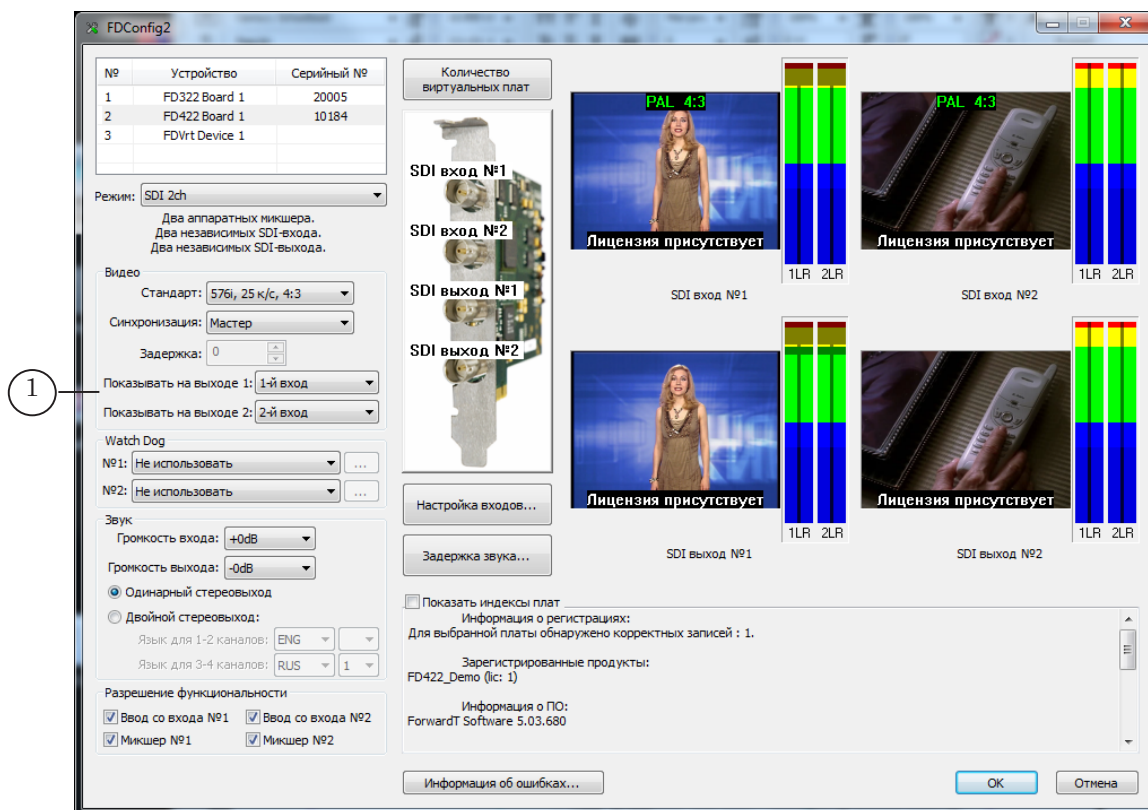 FDConfig2
№ Устройство Серийный №
1 FD322 Board 1 20005
2 FD422 Board 1 10184
3 FDVrt Device 1
Режим: SDI 2ch
Два аппаратных микшера.
Два независимых SDI-входа.
Два независимых SDI-выхода.
Видео
Стандарт: 576i, 25 к/с, 4:3
Синхронизация: Мастер
Задержка: 0
1
Показывать на выходе 1: 1-й вход
Показывать на выходе 2: 2-й вход
Watch Dog
№1: Не использовать ...
№2: Не использовать ...
Звук
Громкость входа: +0dB
Громкость выхода: -0dB
Одинарный стереовыход
Двойной стереовыход:
Язык для 1-2 каналов: ENG
Язык для 3-4 каналов: RUS 1
Разрешение функциональности
Ввод со входа №1 Ввод со входа №2
Микшер №1 Микшер №2
Количество
виртуальных плат
SDI вход №1
SDI вход №2
SDI выход №1
SDI выход №2
Настройка входов...
Задержка звука...
PAL 4:3
Лицензия присутствует
1LR 2LR
SDI вход №1
PAL 4:3
Лицензия присутствует
1LR 2LR
SDI вход №2
Лицензия присутствует
1LR 2LR
SDI выход №1
Лицензия присутствует
1LR 2LR
SDI выход №2
Показать индексы плат
Информация о регистрациях:
Для выбранной платы обнаружено корректных записей : 1.
Зарегистрированные продукты:
FD422_Demo (lic: 1)
Информация о ПО:
ForwardT Software 5.03.680
Информация об ошибках...
OK
Отмена